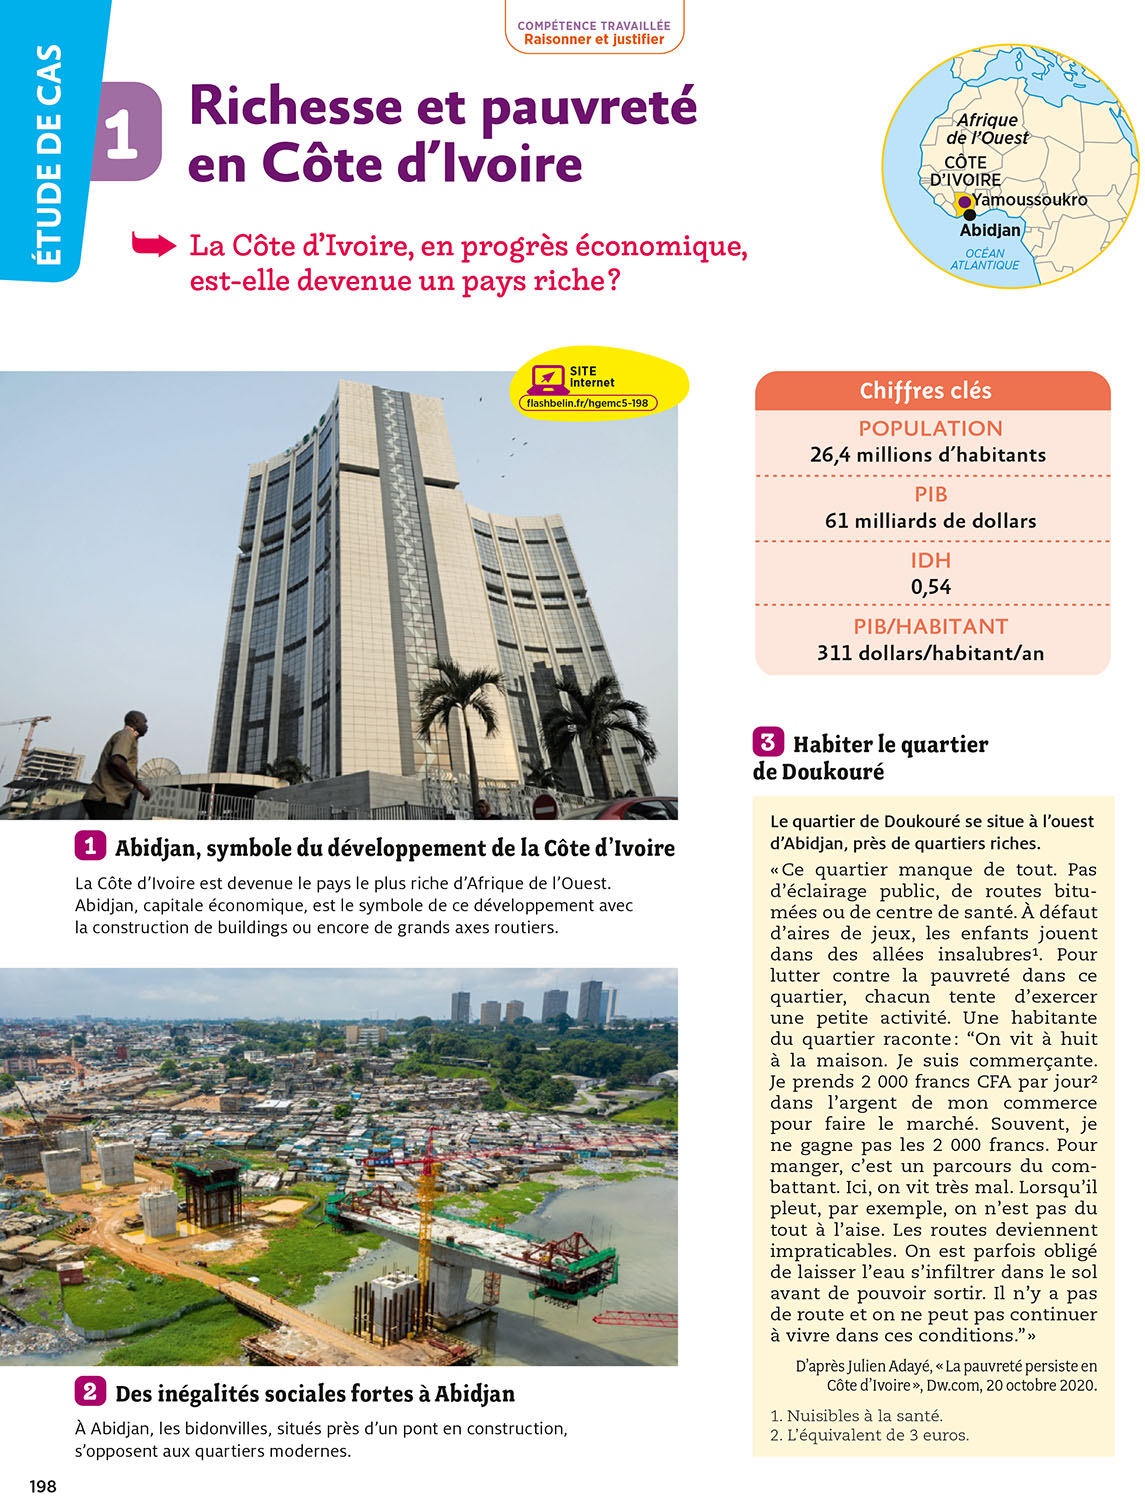 COMPÉTENCE TRAVAILLÉE
Raisonner et justifier
ÉTUDE DE CAS
1
Richesse et pauvreté
en Côte d'Ivoire
La Côte d'Ivoire, en progrès économique,
est-elle devenue un pays riche ?
Afrique
de l'Ouest
CÔTE
D'IVOIRE
Yamoussoukro
Abidjan
OCÉAN
ATLANTIQUE
SITE
Internet
flashbelin.fr/hgemc5-198
1 Abidjan, symbole du développement de la Côte d'Ivoire
La Côte d'Ivoire est devenue le pays le plus riche d'Afrique de l'Ouest.
Abidjan, capitale économique, est le symbole de ce développement avec
la construction de buildings ou encore de grands axes routiers.
2 Des inégalités sociales fortes à Abidjan
À Abidjan, les bidonvilles, situés près d'un pont en construction,
s'opposent aux quartiers modernes.
Chiffres clés
POPULATION
26,4 millions d'habitants
PIB
61 milliards de dollars
IDH
0,54
PIB/HABITANT
311 dollars/habitant/an
3 Habiter le quartier
de Doukouré
Le quartier de Doukouré se situe à l'ouest
d'Abidjan, près de quartiers riches.
« Ce quartier manque de tout. Pas
d'éclairage public, de routes bitu-
mées ou de centre de santé. À défaut
d'aires de jeux, les enfants jouent
dans des allées insalubres¹. Pour
lutter contre la pauvreté dans ce
quartier, chacun tente d'exercer
une petite activité. Une habitante
du quartier raconte : “On vit à huit
à la maison. Je suis commerçante.
Je prends 2 000 francs CFA par jour²
dans l'argent de mon commerce
pour faire le marché. Souvent, je
ne gagne pas les 2 000 francs. Pour
manger, c'est un parcours du com-
battant. Ici, on vit très mal. Lorsqu'il
pleut, par exemple, on n'est pas du
tout à l'aise. Les routes deviennent
impraticables. On est parfois obligé
de laisser l'eau s'infiltrer dans le sol
avant de pouvoir sortir. Il n'y a pas
de route et on ne peut pas continuer
à vivre dans ces conditions.” »
D'après Julien Adayé, « La pauvreté persiste en
Côte d'Ivoire », Dw.com, 20 octobre 2020.
1. Nuisibles à la santé.
2. L'équivalent de 3 euros.
198